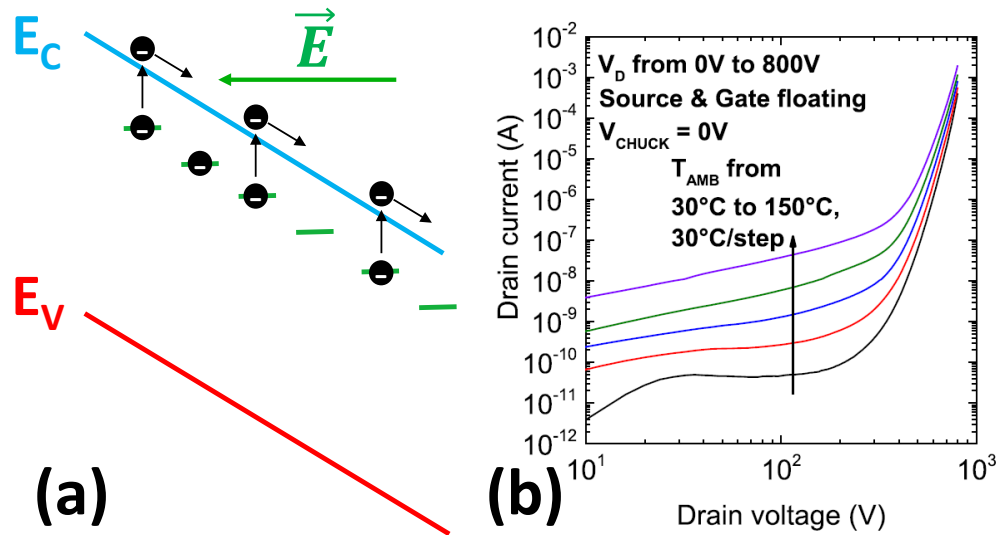 E_C
E
E_V
(a)
V_D from 0V to 800V
Source & Gate floating
V_CHUCK = 0V
T_AMB from
30°C to 150°C,
30°C/step
10^-2
10^-3
10^-4
10^-5
10^-6
10^-7
10^-8
10^-9
10^-10
10^-11
10^-12
10^1
10^2
10^3
Drain current (A)
Drain voltage (V)
(b)